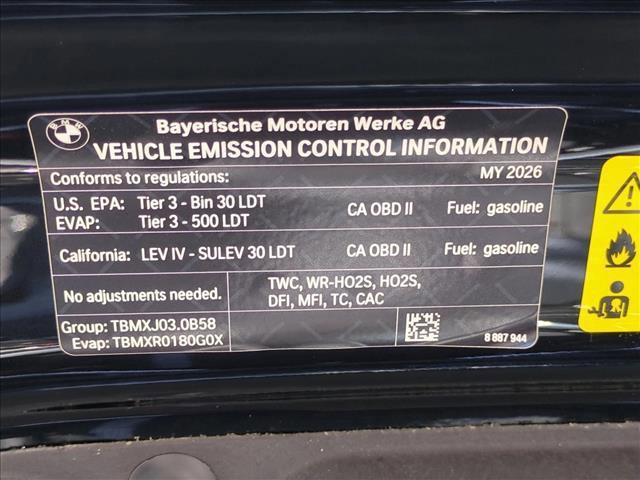 BMW
Bayerische Motoren Werke AG
VEHICLE EMISSION CONTROL INFORMATION
Conforms to regulations: MY 2026
U.S. EPA: Tier 3 - Bin 30 LDT CA OBD II Fuel: gasoline
EVAP: Tier 3 - 500 LDT
California: LEV IV - SULEV 30 LDT CA OBD II Fuel: gasoline
No adjustments needed. TWC, WR-HO2S, HO2S,
DFI, MFI, TC, CAC
Group: TBMXJ03.0B58
Evap: TBMXR0180G0X
8 887 944